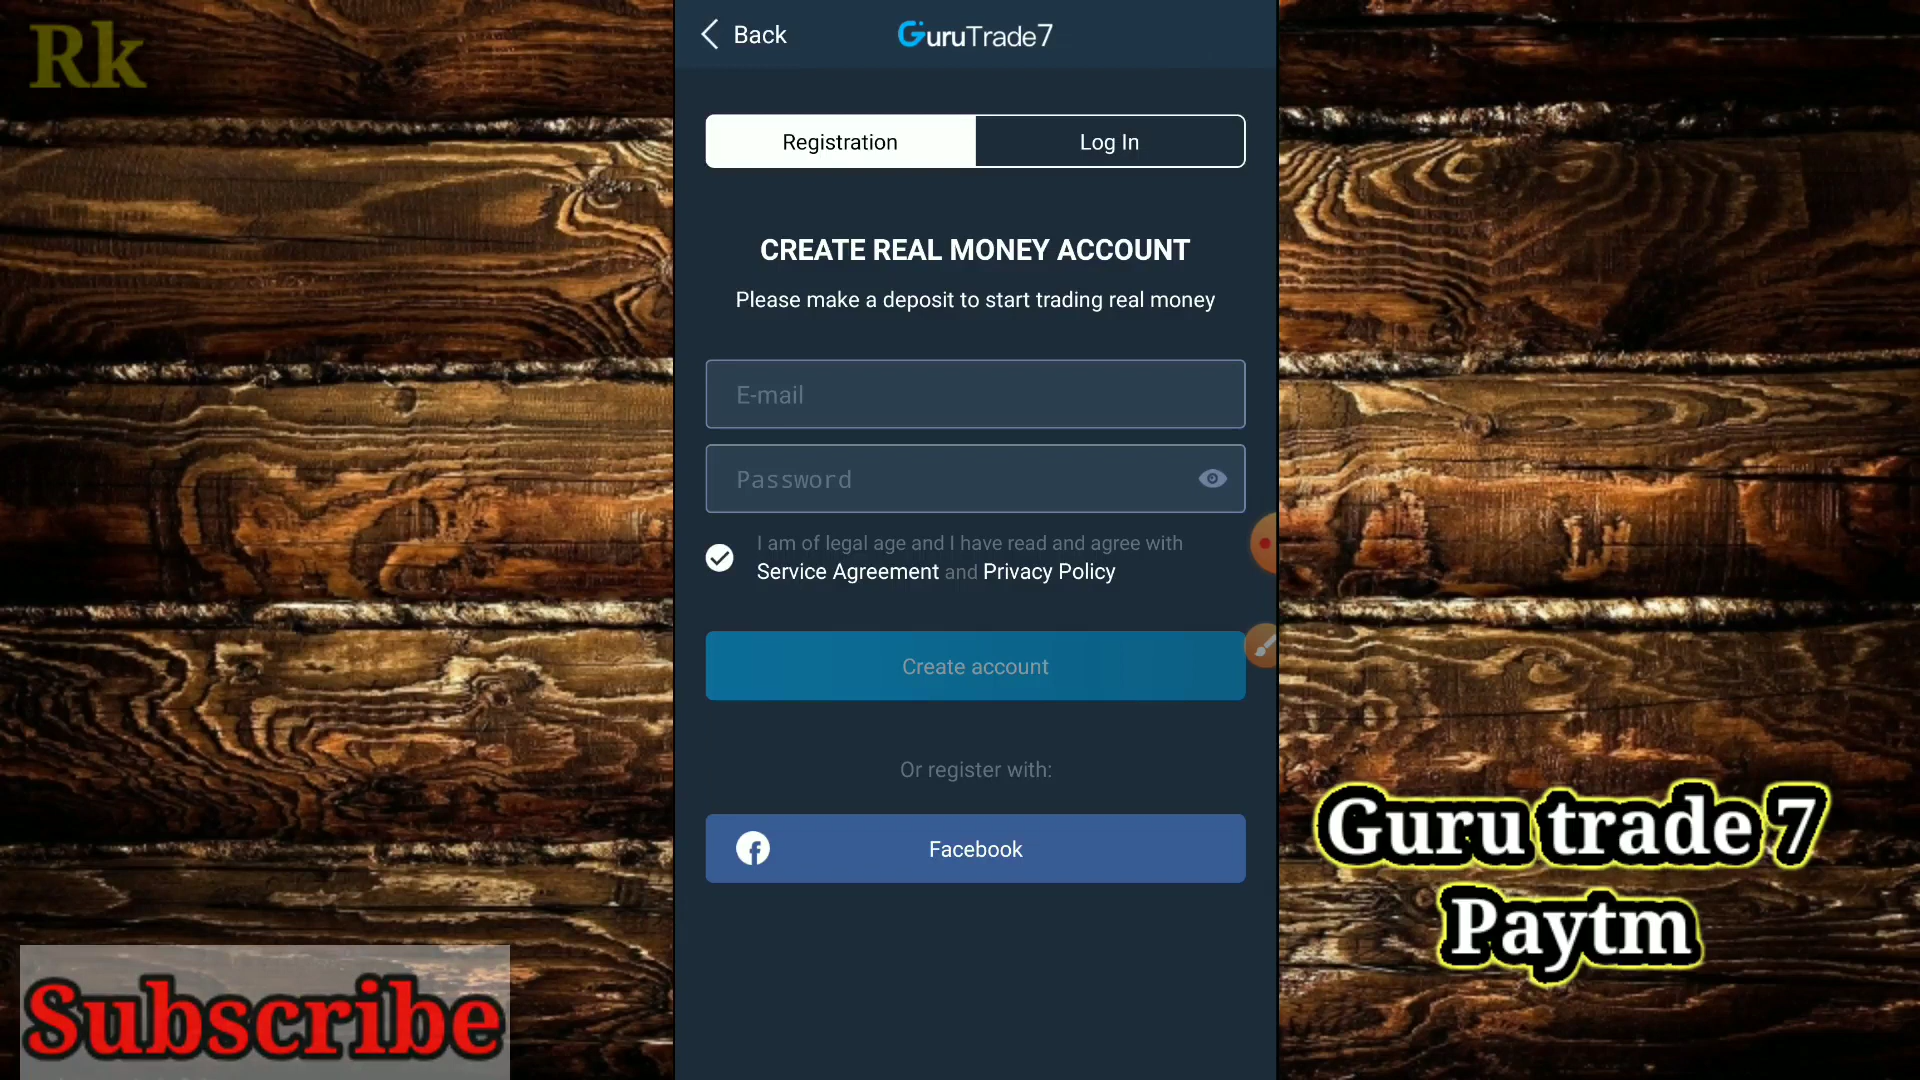 Rk
Back
GuruTrade7
Registration
Log In
CREATE REAL MONEY ACCOUNT
Please make a deposit to start trading real money
E-mail
Password
I am of legal age and I have read and agree with
Service Agreement and Privacy Policy
Create account
Or register with:
Facebook
Guru trade 7
Paytm
Subscribe